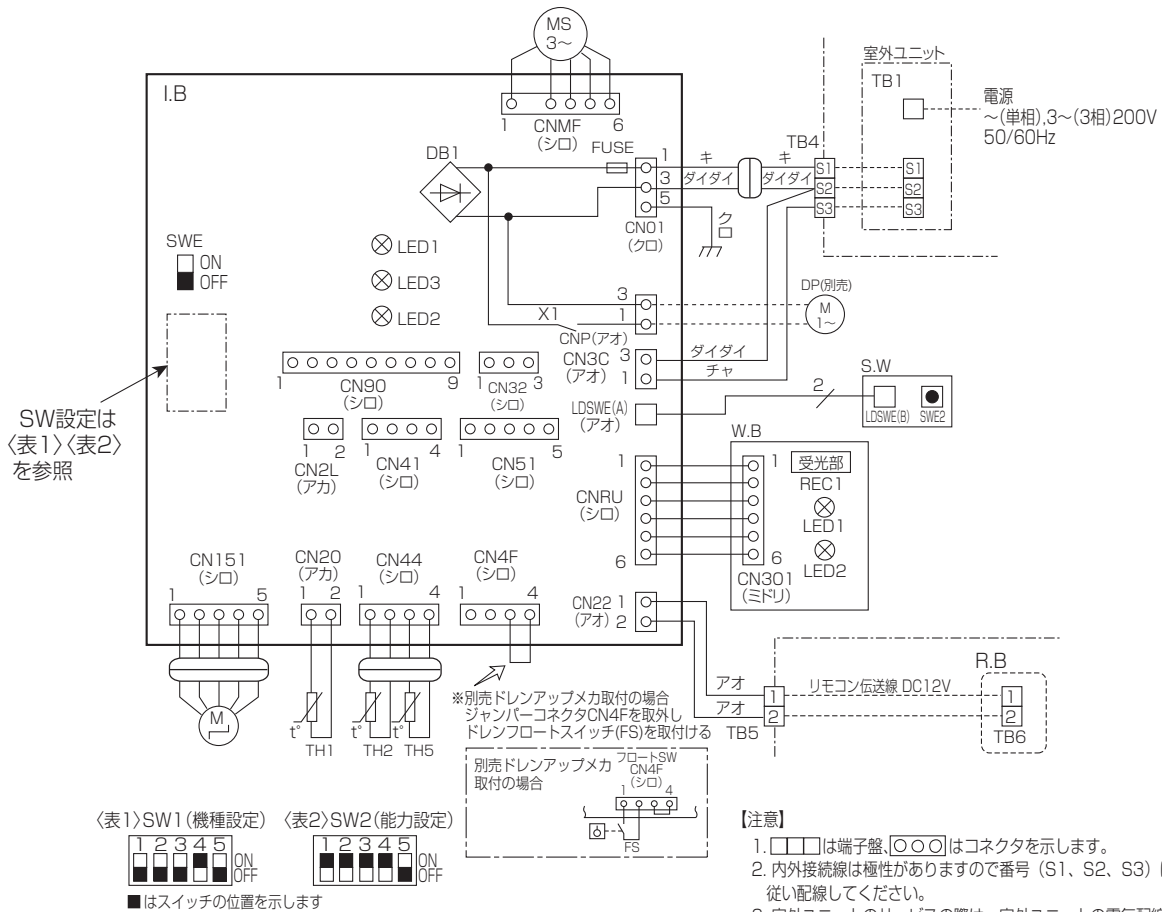 MS
3～
I.B
1 6
CNMF
(シロ)
FUSE
DB1
1
3
5
CN01
(クロ)
キ
ダイダイ
キ
ダイダイ
クロ
TB4
S1
S2
S3
室外ユニット
TB1
S1
S2
S3
電源
～(単相),3～(3相)200V
50/60Hz
SWE
ON
OFF
LED1
LED3
LED2
X1
3
1
CNP(アオ)
DP(別売)
M
1～
CN3C
(アオ)
3
1
ダイダイ
チャ
1 9
CN90
(シロ)
1 3
CN32
(シロ)
SW設定は
〈表1〉〈表2〉
を参照
LDSWE(A)
(アオ)
2
S.W
LDSWE(B) SWE2
1 2
CN2L
(アカ)
1 4
CN41
(シロ)
1 5
CN51
(シロ)
1
CNRU
(シロ)
6
W.B
1
受光部
REC1
LED1
LED2
6
CN301
(ミドリ)
CN151
(シロ)
1 5
CN20
(アカ)
1 2
CN44
(シロ)
1 4
CN4F
(シロ)
1 4
CN22
(アオ)
1
2
M
t°
TH1
t°
TH2
t°
TH5
※別売ドレンアップメカ取付の場合
ジャンパーコネクタCN4Fを取外し
ドレンフロートスイッチ(FS)を取付ける
アオ
アオ
1
2
TB5
リモコン伝送線 DC12V
R.B
1
2
TB6
別売ドレンアップメカ
取付の場合
フロートSW
CN4F
(シロ)
1 4
FS
〈表1〉SW1(機種設定)
1 2 3 4 5
ON
OFF
〈表2〉SW2(能力設定)
1 2 3 4 5
ON
OFF
■はスイッチの位置を示します
【注意】
1. は端子盤、 はコネクタを示します。
2. 内外接続線は極性がありますので番号（S1、S2、S3）に
従い配線してください。